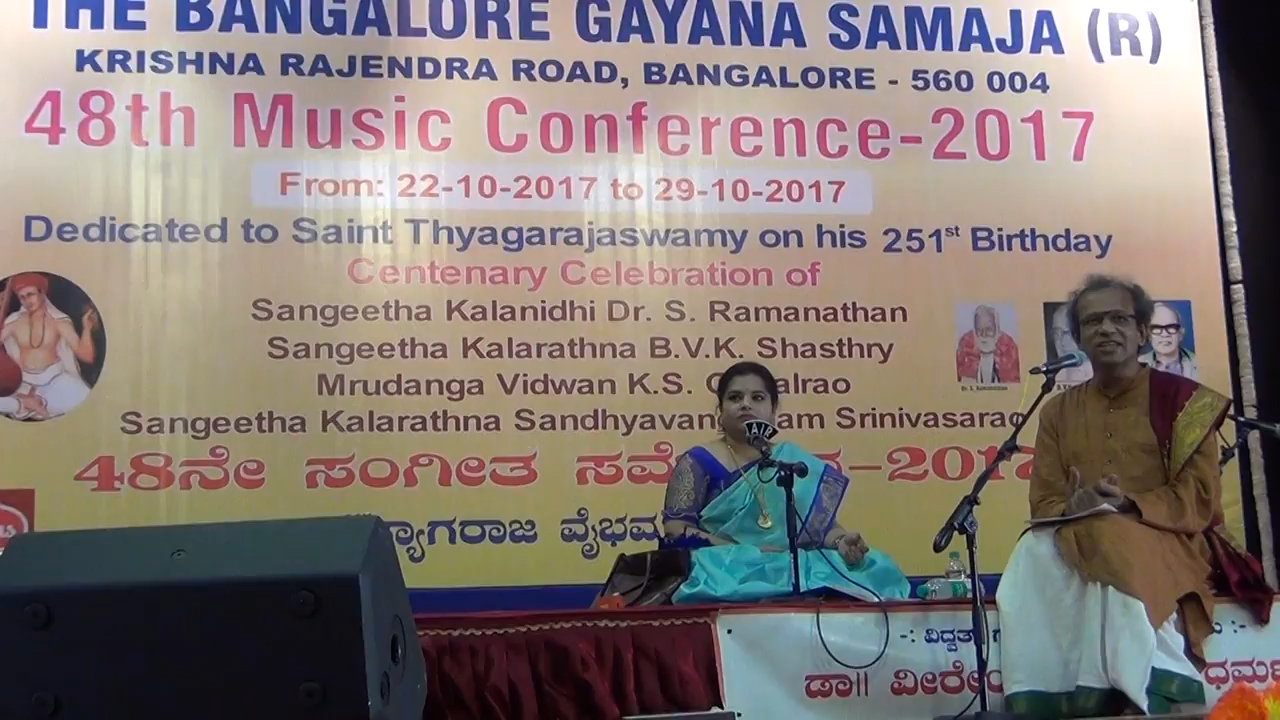 THE BANGALORE GAYANA SAMAJA (R)
KRISHNA RAJENDRA ROAD, BANGALORE - 560 004
48th Music Conference-2017
From: 22-10-2017 to 29-10-2017
Dedicated to Saint Thyagarajaswamy on his 251st Birthday
Centenary Celebration of
Sangeetha Kalanidhi Dr. S. Ramanathan
Sangeetha Kalarathna B.V.K. Shasthry
Mrudanga Vidwan K.S.
Sangeetha Kalarathna
48ನೇ ಸಂಗೀತ -2017
ವೈಭವ
AIR
-: :-
ಡಾ||